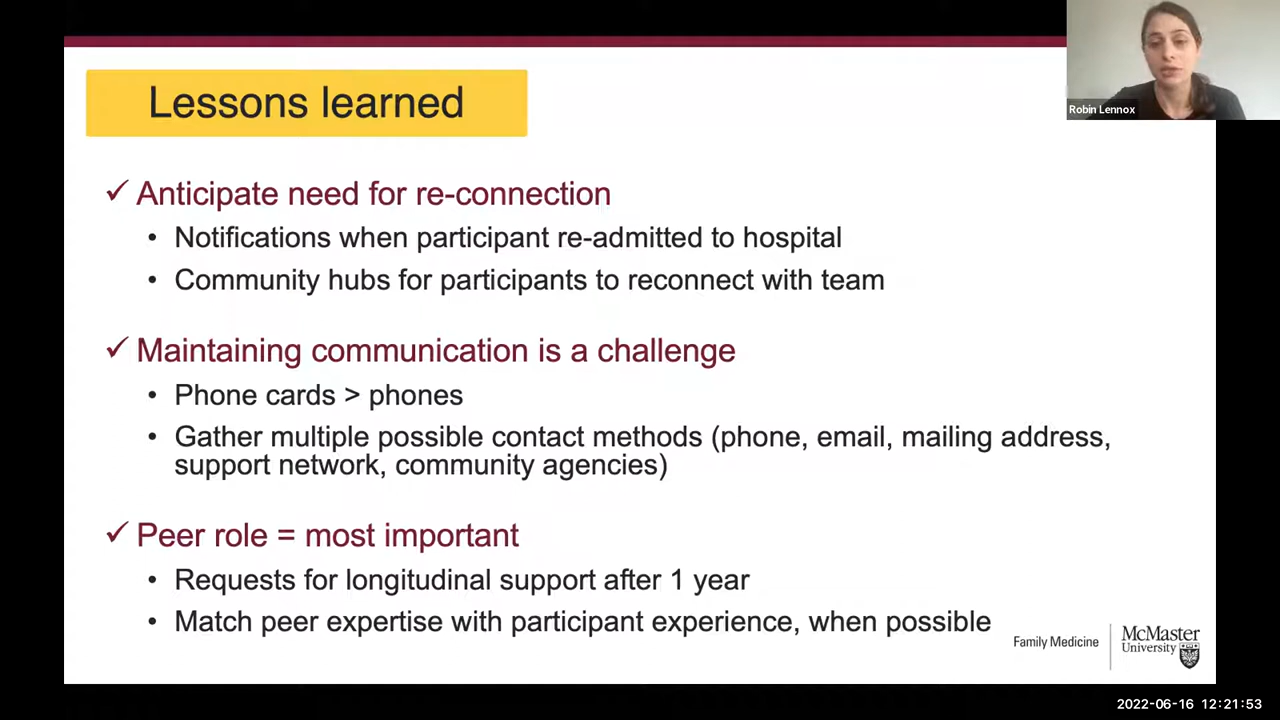 Robin Lennox
Lessons learned
✓ Anticipate need for re-connection
• Notifications when participant re-admitted to hospital
• Community hubs for participants to reconnect with team
✓ Maintaining communication is a challenge
• Phone cards > phones
• Gather multiple possible contact methods (phone, email, mailing address,
support network, community agencies)
✓ Peer role = most important
• Requests for longitudinal support after 1 year
• Match peer expertise with participant experience, when possible
Family Medicine
McMaster
University
2022-06-16 12:21:53